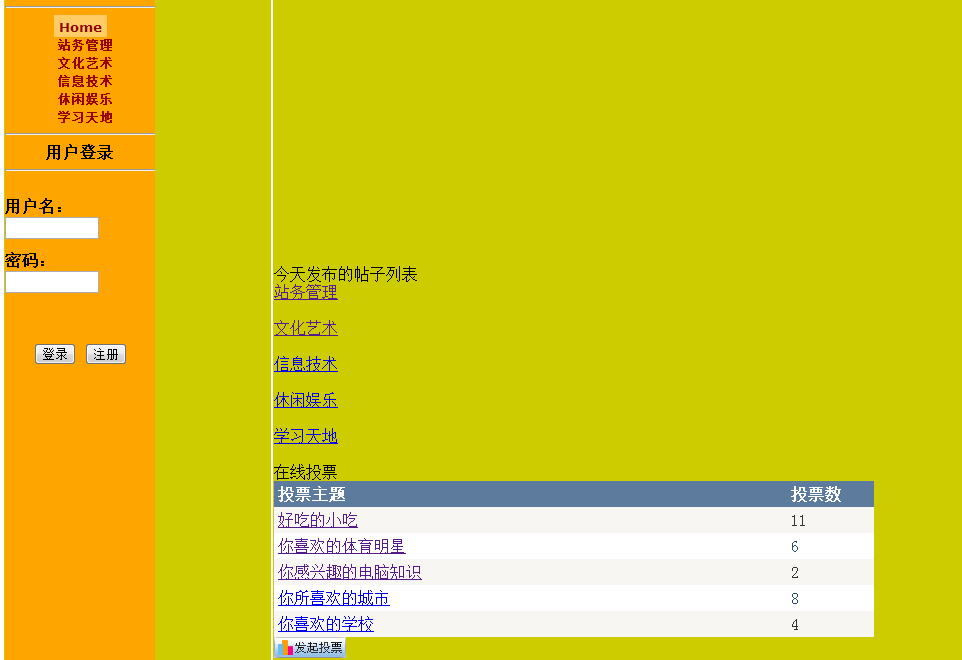 Home
站务管理
文化艺术
信息技术
休闲娱乐
学习天地
用户登录
用户名：
密码：
登录 注册
今天发布的帖子列表
站务管理
文化艺术
信息技术
休闲娱乐
学习天地
在线投票
投票主题 投票数
好吃的小吃 11
你喜欢的体育明星 6
你感兴趣的电脑知识 2
你所喜欢的城市 8
你喜欢的学校 4
发起投票